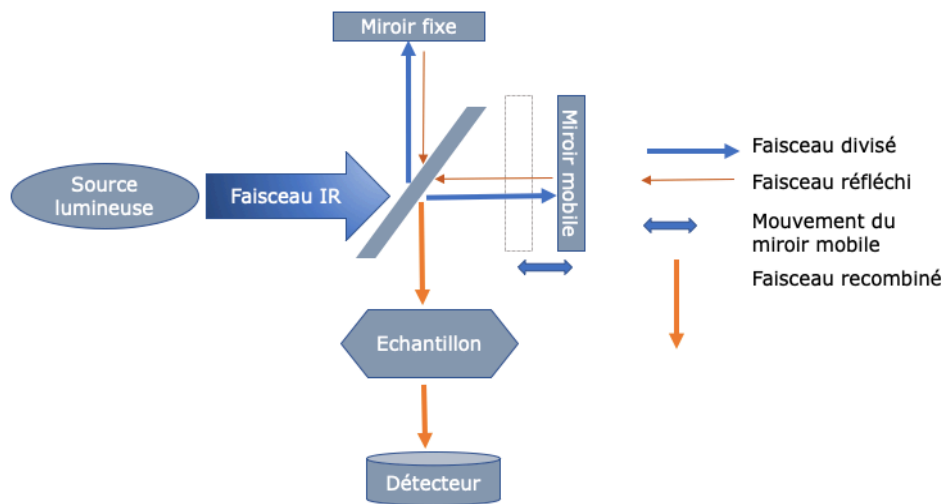 Miroir fixe
Miroir mobile
Source
lumineuse
Faisceau IR
Echantillon
Détecteur
Faisceau divisé
Faisceau réfléchi
Mouvement du
miroir mobile
Faisceau recombiné